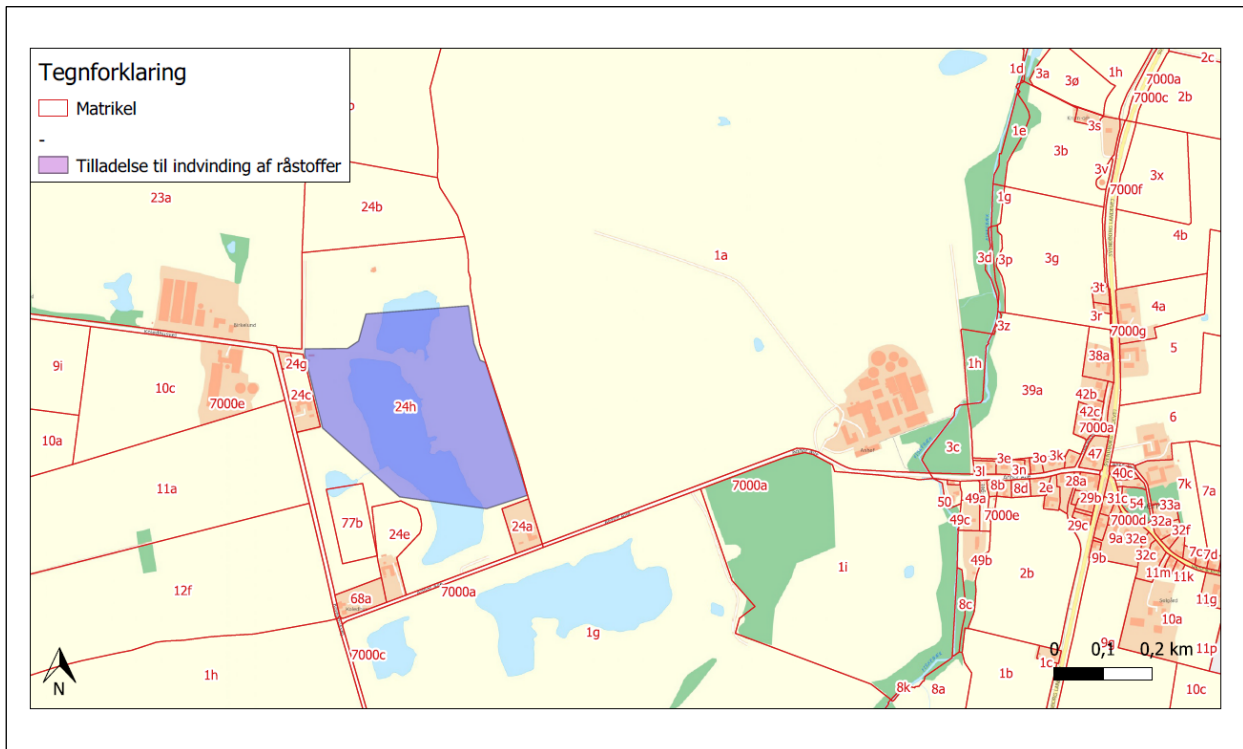 Tegnforklaring
Matrikel
-
Tilladelse til indvinding af råstoffer
1d
3a
3ø
1h
7000a
2c
7000c
2b
1e
3s
3b
3v
3x
7000f
23a
24b
1g
4b
1a
3d
3p
3g
3t
4a
3r
7000g
Birkelund
3z
5
9i
10c
24g
24c
1h
38a
7000e
24h
39a
42b
6
42c
7000a
10a
3c
47
3e
3o
3k
3l
3n
40c
7k
7a
11a
7000a
8b
8d
2e
28a
50
49a
29b
31c
54
33a
77b
24e
24a
49c
7000e
29c
7000d
32a
32f
9a
32e
9b
32c
7c
7d
49b
11m
11k
12f
7000a
1i
2b
68a
8c
11g
10a
1g
7000c
9g
11p
1h
1b
1c
8k
8a
10c
N
0
0,1
0,2 km